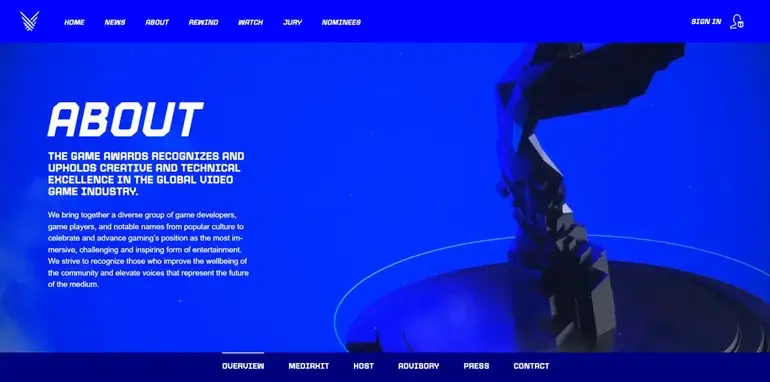 HOME NEWS ABOUT REWIND WATCH JURY NOMINEES SIGN IN
ABOUT
THE GAME AWARDS RECOGNIZES AND
UPHOLDS CREATIVE AND TECHNICAL
EXCELLENCE IN THE GLOBAL VIDEO
GAME INDUSTRY.
We bring together a diverse group of game developers,
game players, and notable names from popular culture to
celebrate and advance gaming's position as the most im-
mersive, challenging and inspiring form of entertainment.
We strive to recognize those who improve the wellbeing of
the community and elevate voices that represent the future
of the medium.
OVERVIEW MEDIAKIT HOST ADVISORY PRESS CONTACT